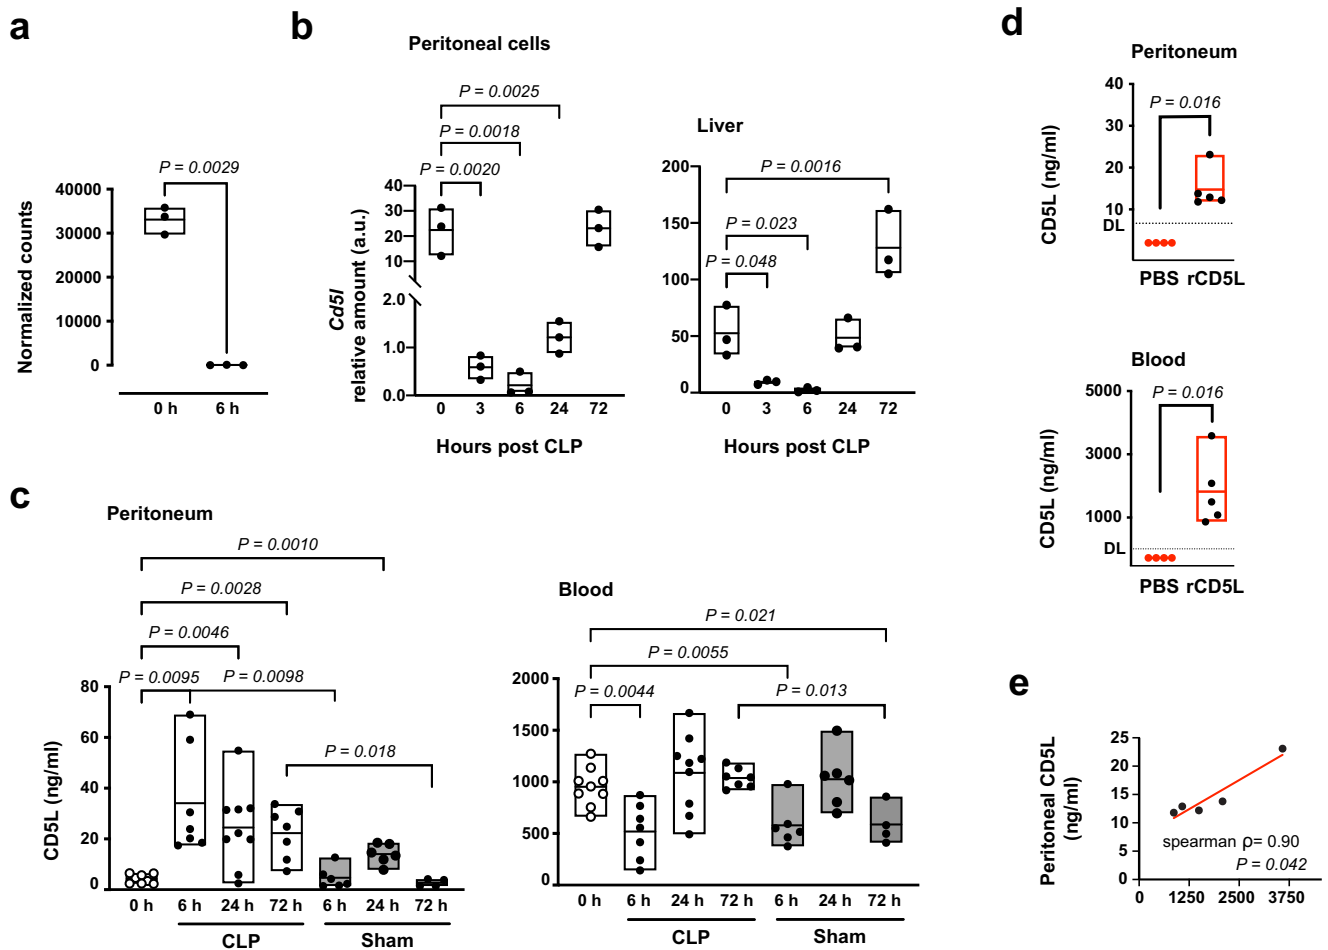 a
P = 0.0029
Normalized counts
40000
30000
20000
10000
0
0 h
6 h
b
Peritoneal cells
P = 0.0025
P = 0.0018
P = 0.0020
Cd5l
relative amount (a.u.)
40
30
20
10
2.0
1.0
0.0
0
3
6
24
72
Hours post CLP
Liver
P = 0.0016
P = 0.023
P = 0.048
200
150
100
50
0
0
3
6
24
72
Hours post CLP
c
Peritoneum
P = 0.0010
P = 0.0028
P = 0.0046
P = 0.0095
P = 0.0098
P = 0.018
CD5L (ng/ml)
80
60
40
20
0
0 h
6 h
24 h
72 h
6 h
24 h
72 h
CLP
Sham
Blood
P = 0.021
P = 0.0055
P = 0.0044
P = 0.013
2000
1500
1000
500
0
0 h
6 h
24 h
72 h
6 h
24 h
72 h
CLP
Sham
d
Peritoneum
P = 0.016
CD5L (ng/ml)
40
30
20
10
DL
PBS rCD5L
Blood
P = 0.016
CD5L (ng/ml)
5000
3000
1000
DL
PBS rCD5L
e
Peritoneal CD5L
(ng/ml)
25
20
15
10
5
0
spearman ρ= 0.90
P = 0.042
0
1250
2500
3750